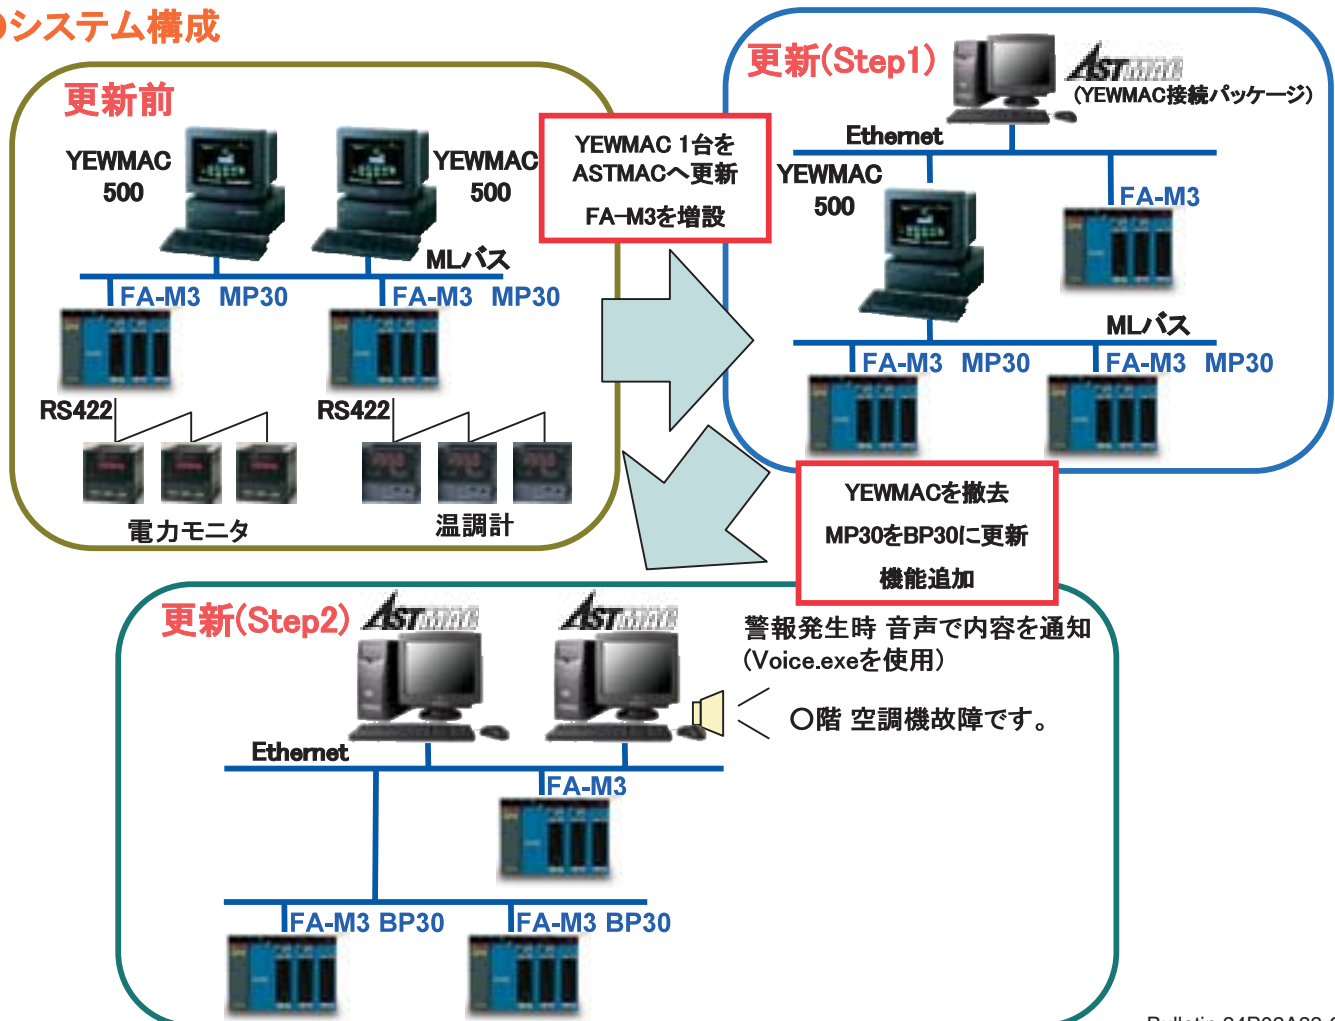 ●システム構成
更新前
YEWMAC
500
YEWMAC
500
MLバス
FA-M3 MP30
FA-M3 MP30
RS422
RS422
電力モニタ
温調計
YEWMAC 1台を
ASTMACへ更新
FA-M3を増設
更新(Step1)
ASTMAC
(YEWMAC接続パッケージ)
Ethernet
YEWMAC
500
FA-M3
MLバス
FA-M3 MP30
FA-M3 MP30
YEWMACを撤去
MP30をBP30に更新
機能追加
更新(Step2)
ASTMAC
ASTMAC
警報発生時 音声で内容を通知
(Voice.exeを使用)
〇階 空調機故障です。
Ethernet
FA-M3
FA-M3 BP30
FA-M3 BP30